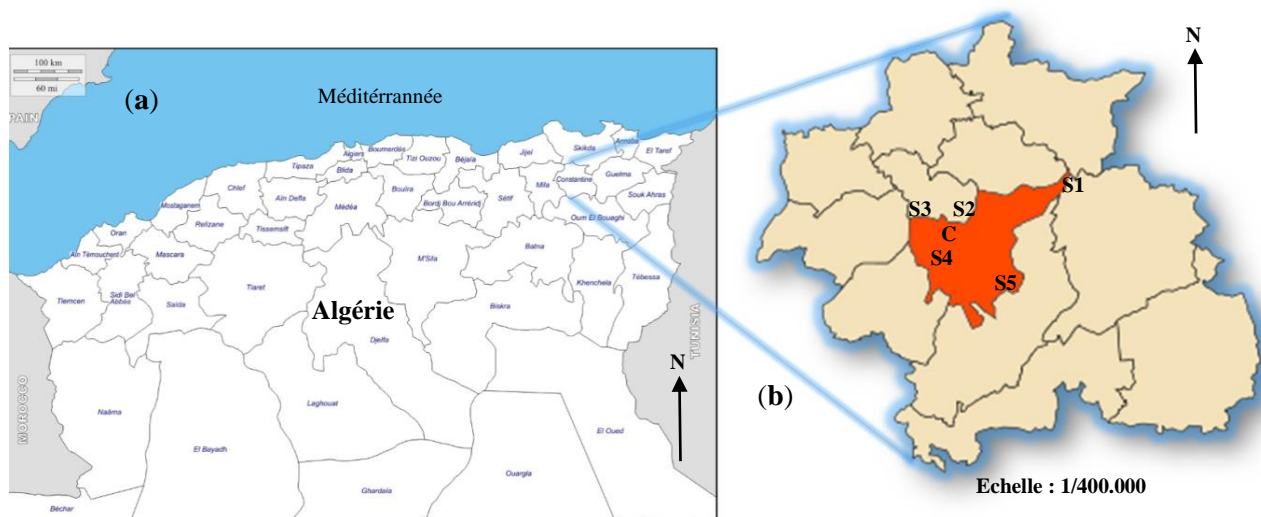 100 km
60 mi
(a)
Méditérrannée
PAIN
Annaba
Skikda
El Taref
Jijel
Boumerdès
Algiers
Tizi Ouzou
Béjaïa
Tipaza
Blida
Constantine
Guelma
Mila
Souk Ahras
Chlef
Aïn Defla
Bouira
Sétif
Bordj Bou Arréridj
Mostaganem
Relizane
Médéa
Oum El Bouaghi
Oran
Tissemsilt
Batna
M'Sila
Aïn Témouchent
Mascara
Khenchela
Tébessa
Tlemcen
Sidi Bel Abbès
Saïda
Tiaret
Biskra
Algérie
Djelfa
TUNISIA
N
Laghouat
MOROCCO
Naâma
El Oued
El Bayadh
Ouargla
Ghardaïa
Béchar
N
S1
S3
S2
C
S4
S5
(b)
Echelle : 1/400.000